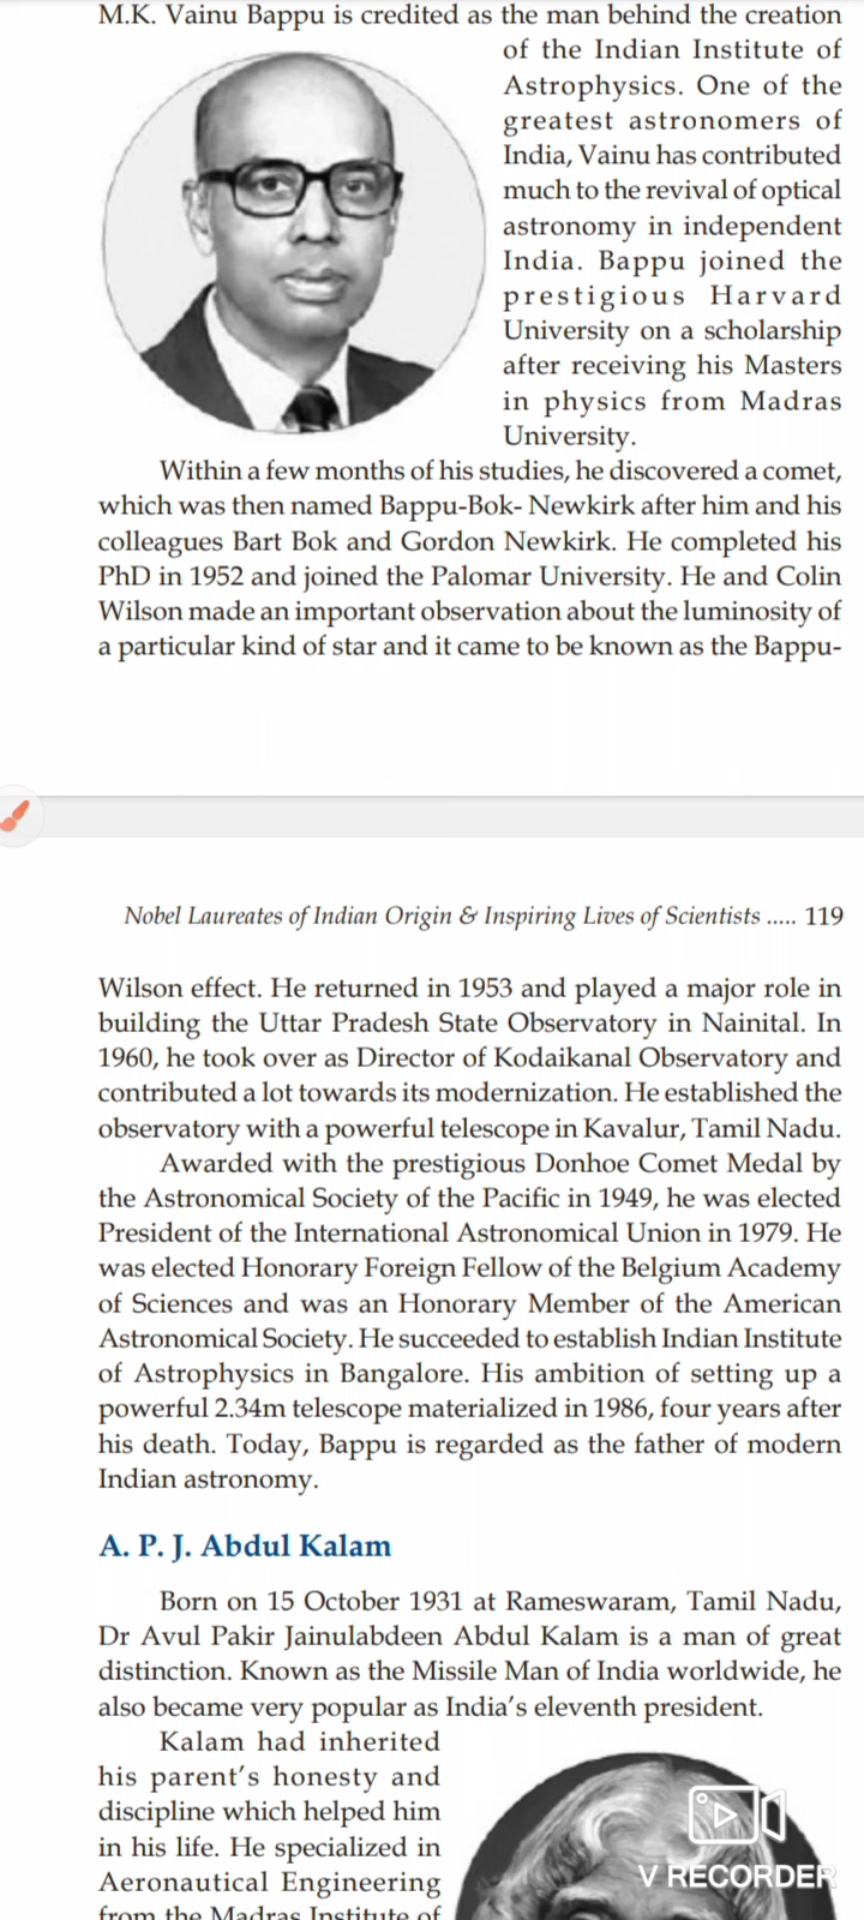 M.K. Vainu Bappu is credited as the man behind the creation
of the Indian Institute of
Astrophysics. One of the
greatest astronomers of
India, Vainu has contributed
much to the revival of optical
astronomy in independent
India. Bappu joined the
prestigious Harvard
University on a scholarship
after receiving his Masters
in physics from Madras
University.
Within a few months of his studies, he discovered a comet,
which was then named Bappu-Bok- Newkirk after him and his
colleagues Bart Bok and Gordon Newkirk. He completed his
PhD in 1952 and joined the Palomar University. He and Colin
Wilson made an important observation about the luminosity of
a particular kind of star and it came to be known as the Bappu-
Nobel Laureates of Indian Origin & Inspiring Lives of Scientists ..... 119
Wilson effect. He returned in 1953 and played a major role in
building the Uttar Pradesh State Observatory in Nainital. In
1960, he took over as Director of Kodaikanal Observatory and
contributed a lot towards its modernization. He established the
observatory with a powerful telescope in Kavalur, Tamil Nadu.
Awarded with the prestigious Donhoe Comet Medal by
the Astronomical Society of the Pacific in 1949, he was elected
President of the International Astronomical Union in 1979. He
was elected Honorary Foreign Fellow of the Belgium Academy
of Sciences and was an Honorary Member of the American
Astronomical Society. He succeeded to establish Indian Institute
of Astrophysics in Bangalore. His ambition of setting up a
powerful 2.34m telescope materialized in 1986, four years after
his death. Today, Bappu is regarded as the father of modern
Indian astronomy.
A. P. J. Abdul Kalam
Born on 15 October 1931 at Rameswaram, Tamil Nadu,
Dr Avul Pakir Jainulabdeen Abdul Kalam is a man of great
distinction. Known as the Missile Man of India worldwide, he
also became very popular as India's eleventh president.
Kalam had inherited
his parent's honesty and
discipline which helped him
in his life. He specialized in
Aeronautical Engineering
from the Madras Institute of
V RECORDER